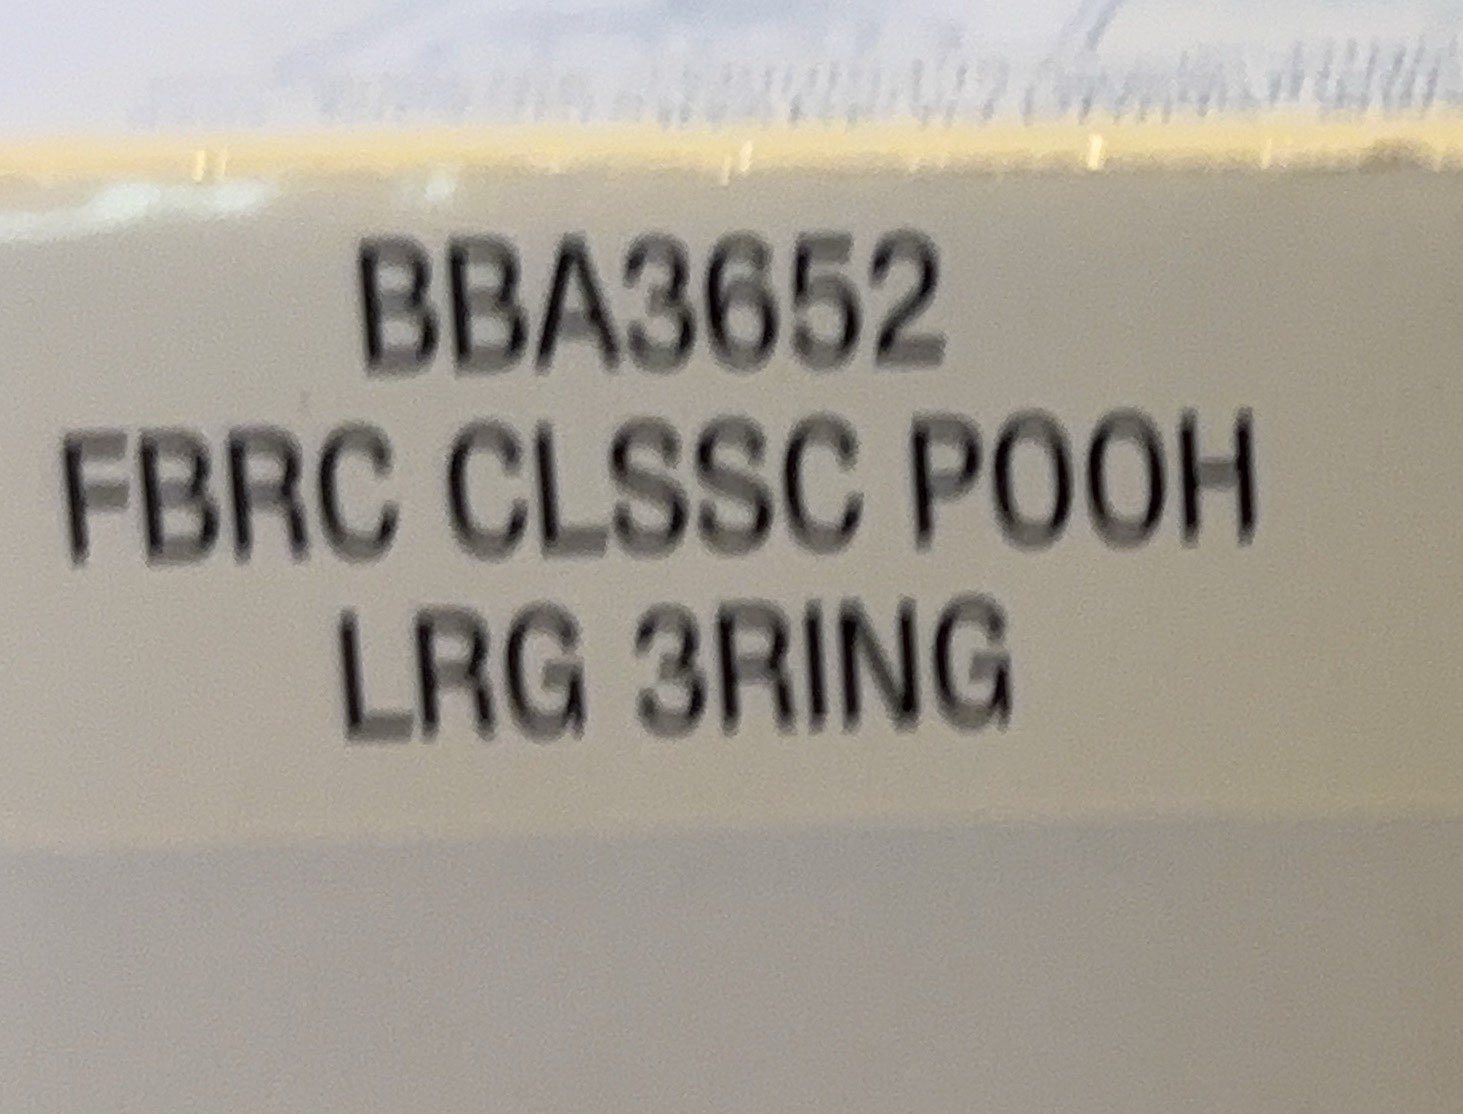 BBA3652
FBRC CLSSC POOH
LRG 3RING